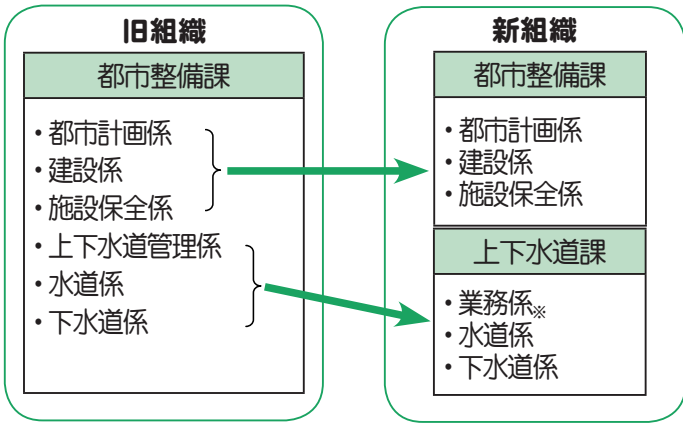 旧組織
都市整備課
・都市計画係
・建設係
・施設保全係
・上下水道管理係
・水道係
・下水道係
新組織
都市整備課
・都市計画係
・建設係
・施設保全係
上下水道課
・業務係※
・水道係
・下水道係